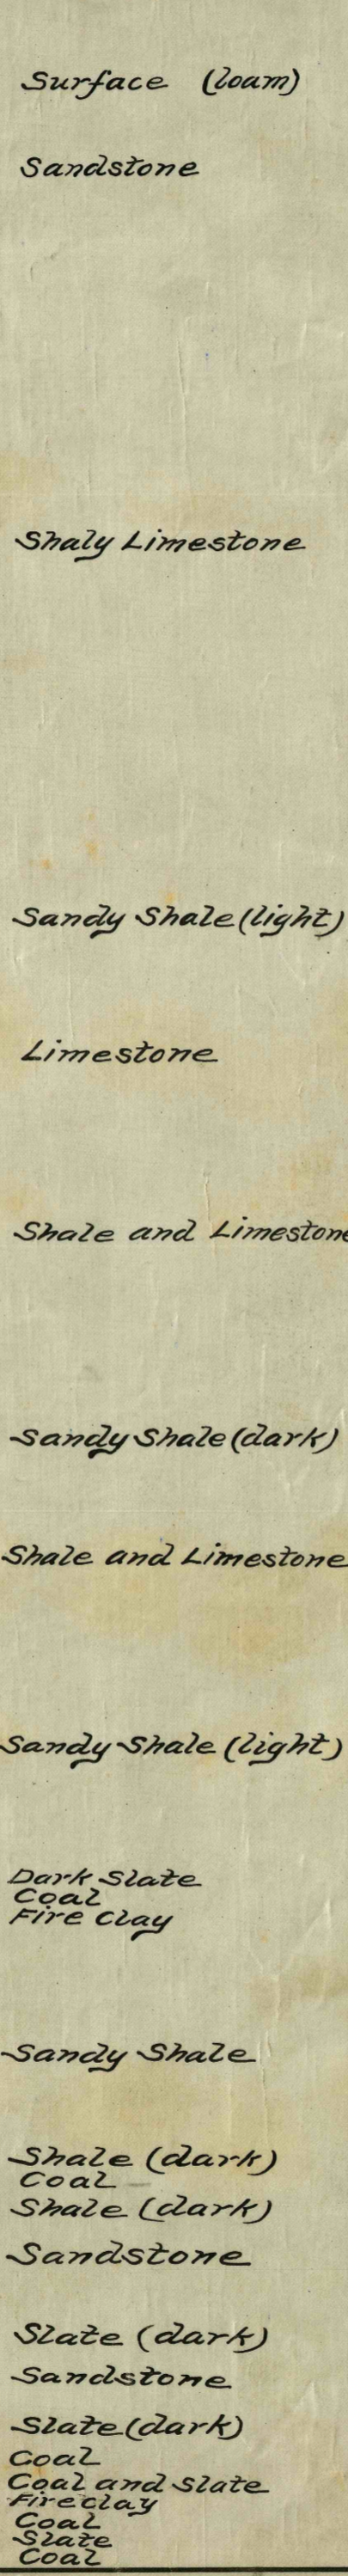 Surface (loam)
Sandstone
Shaly Limestone
Sandy Shale (light)
Limestone
Shale and Limestone
Sandy Shale (dark)
Shale and Limestone
Sandy Shale (light)
Dark Slate
Coal
Fire Clay
Sandy Shale
Shale (dark)
Coal
Shale (dark)
Sandstone
Slate (dark)
Sandstone
Slate (dark)
Coal
Coal and Slate
Fireclay
Coal
Slate
Coal